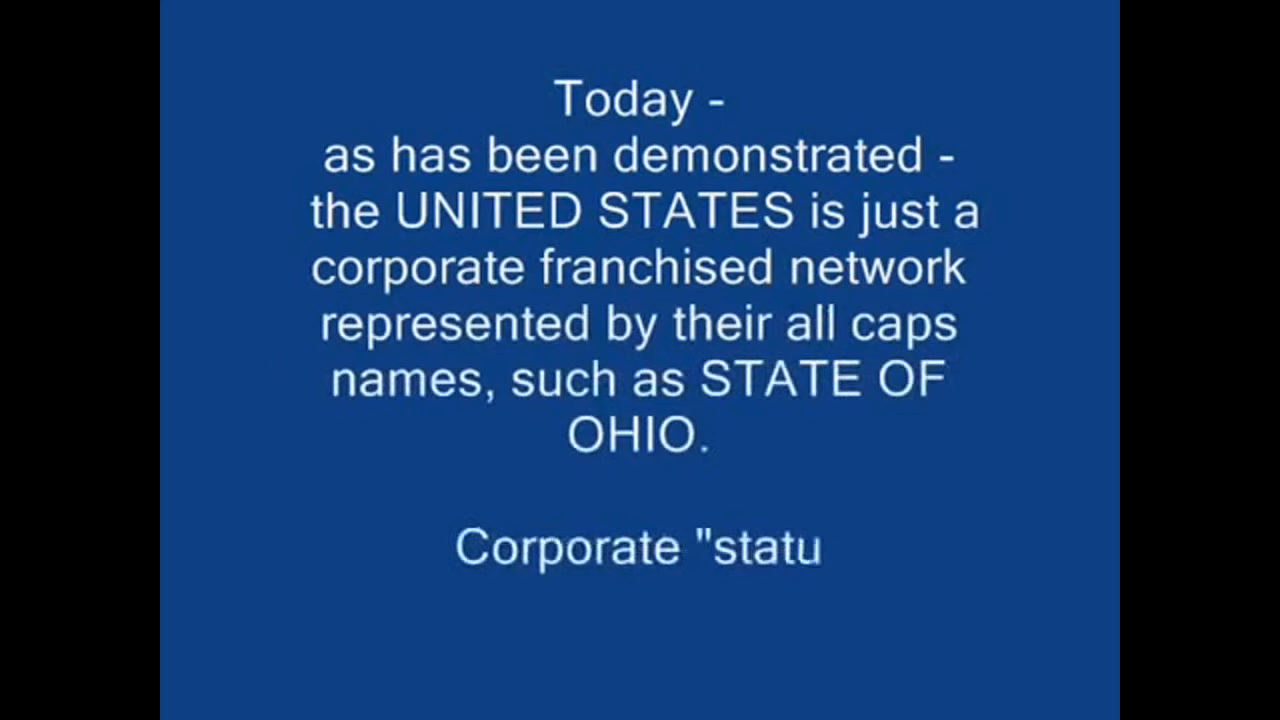 Today -
as has been demonstrated -
the UNITED STATES is just a
corporate franchised network
represented by their all caps
names, such as STATE OF
OHIO.
Corporate "statu